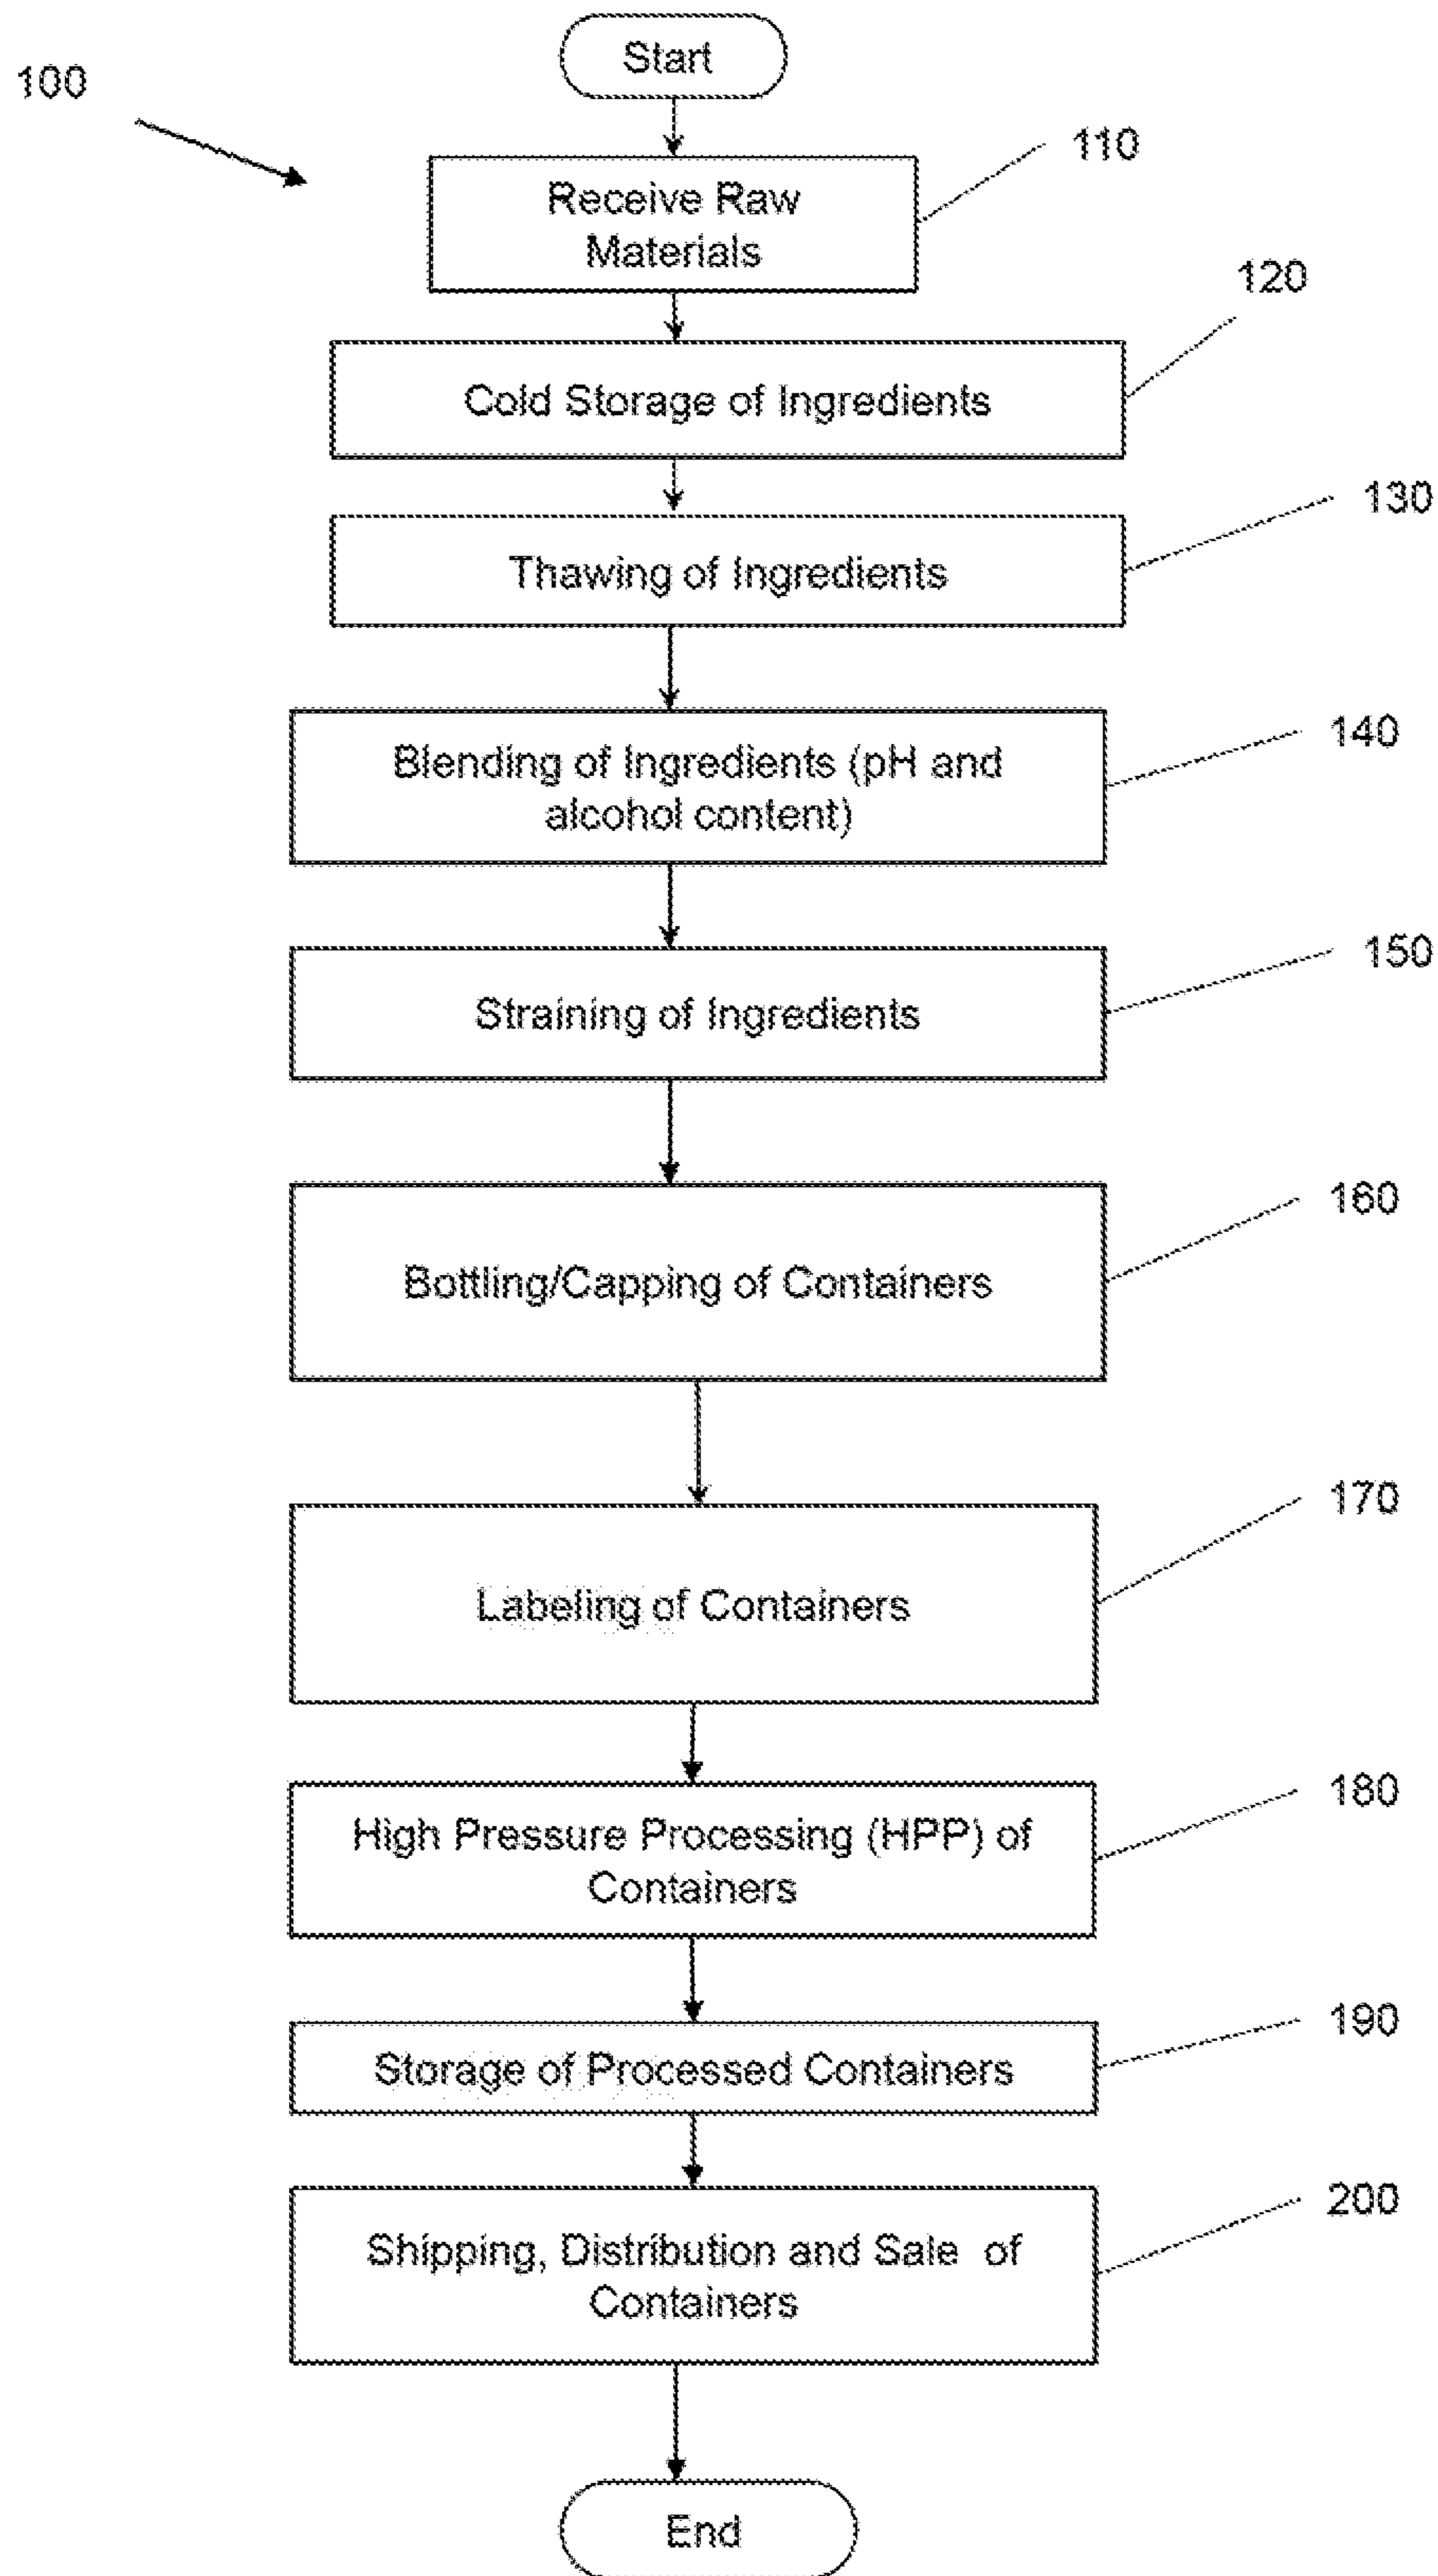 Start
100
110
Receive Raw
Materials
120
Cold Storage of Ingredients
130
Thawing of Ingredients
140
Blending of Ingredients (pH and
alcohol content)
150
Straining of Ingredients
160
Bottling/Capping of Containers
170
Labeling of Containers
180
High Pressure Processing (HPP) of
Containers
190
Storage of Processed Containers
200
Shipping, Distribution and Sale of
Containers
End